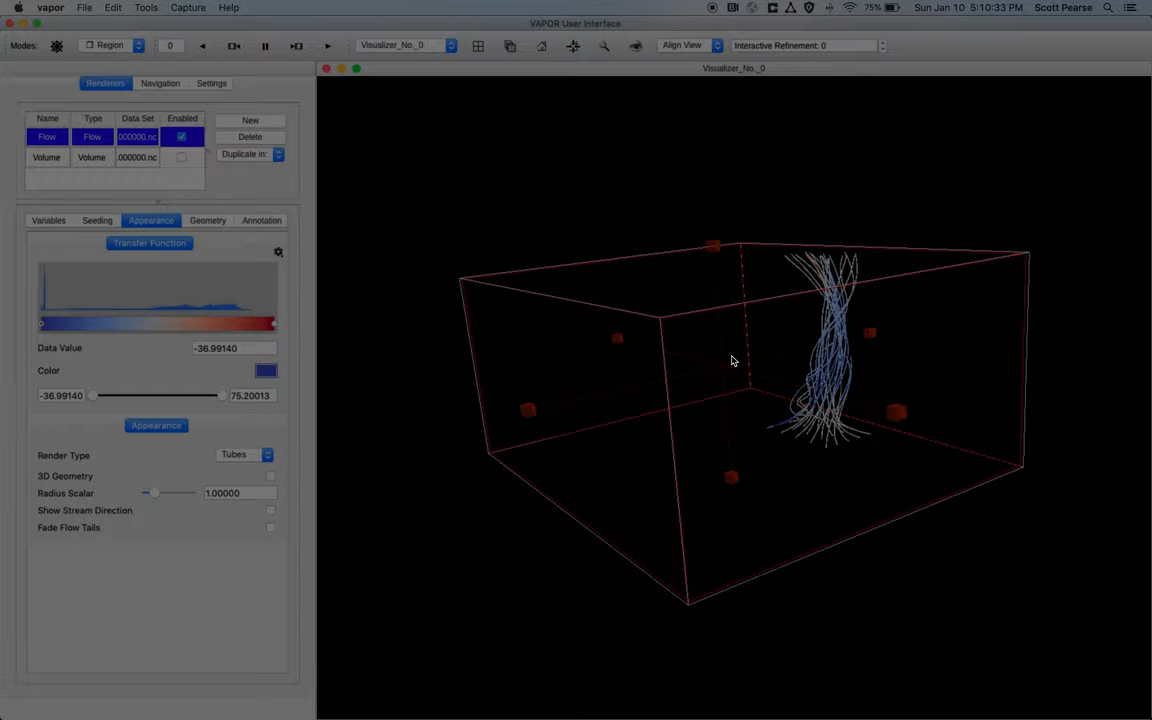 vapor File Edit Tools Capture Help 75% Sun Jan 10 5:10:33 PM Scott Pearse
VAPOR User Interface
Modes: Region 0 Visualizer_No._0 Align View Interactive Refinement: 0
Visualizer_No._0
Renderers Navigation Settings
Name Type Data Set Enabled New
Flow Flow 000000.nc Delete
Volume Volume .000000.nc Duplicate in:
Variables Seeding Appearance Geometry Annotation
Transfer Function
Data Value -36.99140
Color
-36.99140 75.20013
Appearance
Render Type Tubes
3D Geometry
Radius Scalar 1.00000
Show Stream Direction
Fade Flow Tails